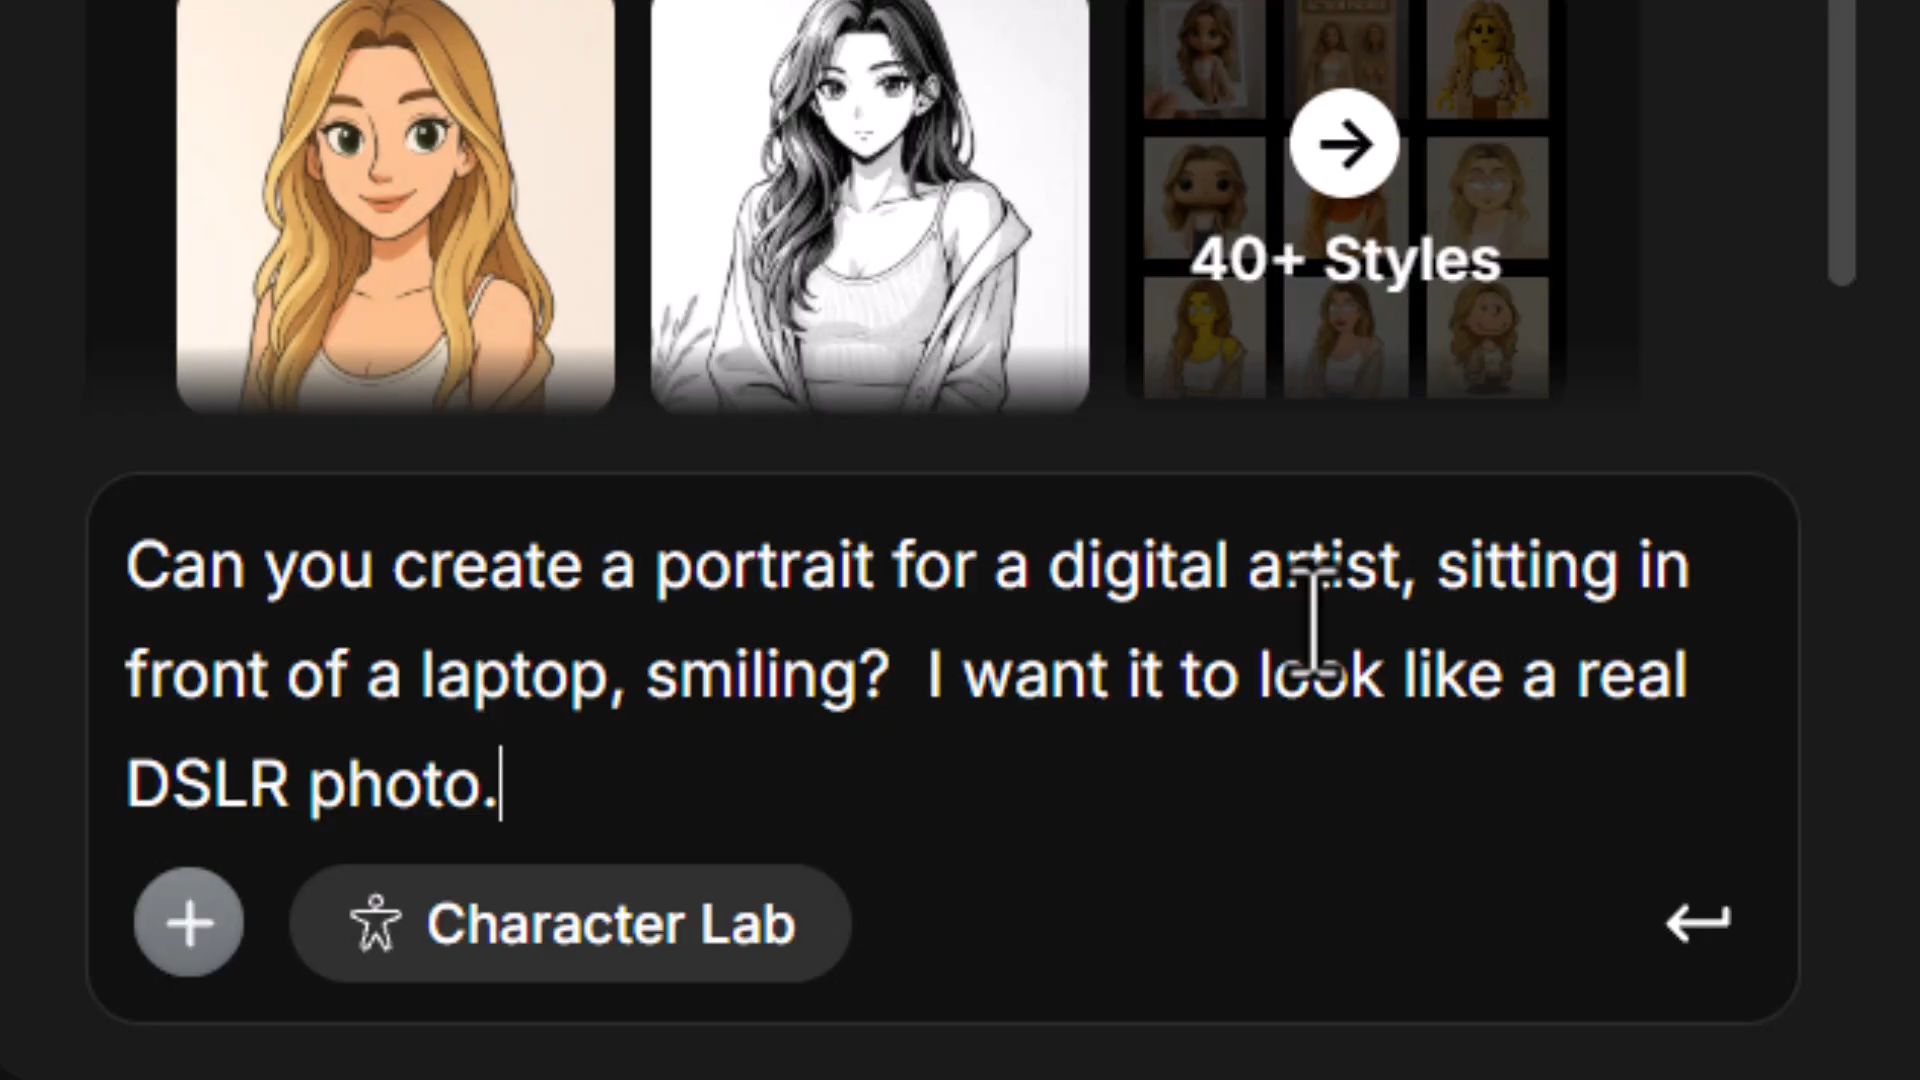 40+ Styles
Can you create a portrait for a digital artist, sitting in
front of a laptop, smiling?  I want it to look like a real
DSLR photo.
Character Lab